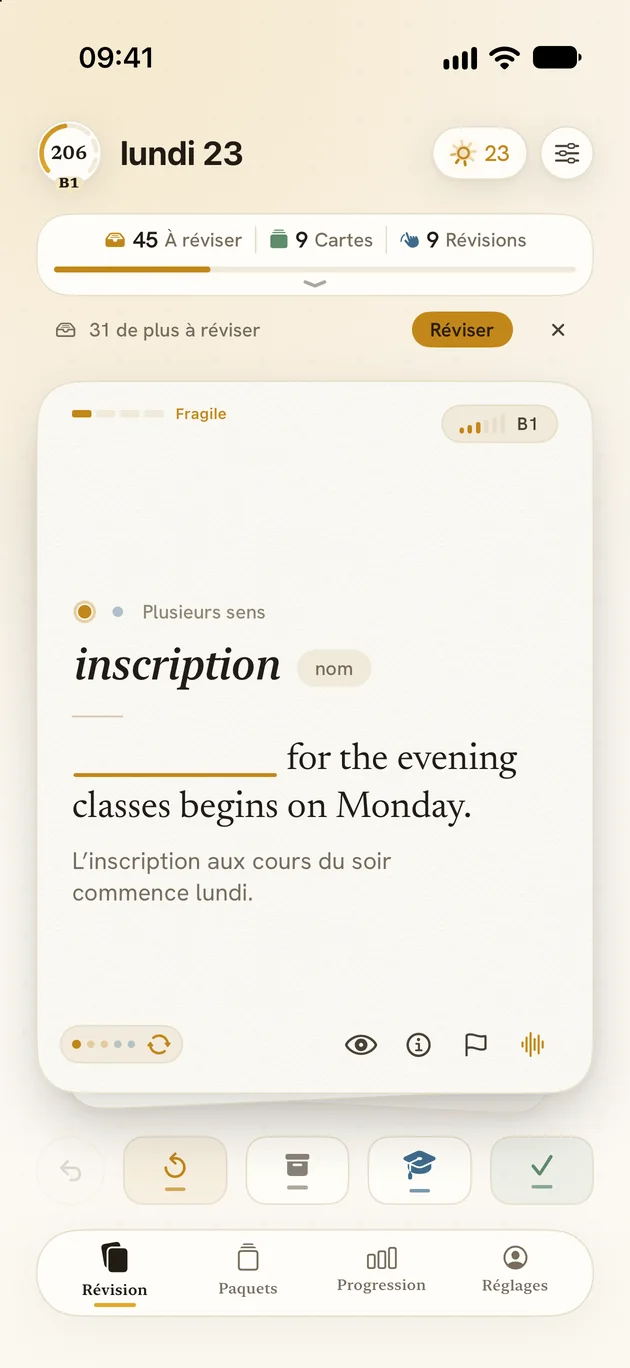 09:41
206
B1
lundi 23
23
45 À réviser
9 Cartes
9 Révisions
31 de plus à réviser
Réviser
Fragile
B1
Plusieurs sens
inscription
nom
for the evening
classes begins on Monday.
L’inscription aux cours du soir
commence lundi.
Révision
Paquets
Progression
Réglages